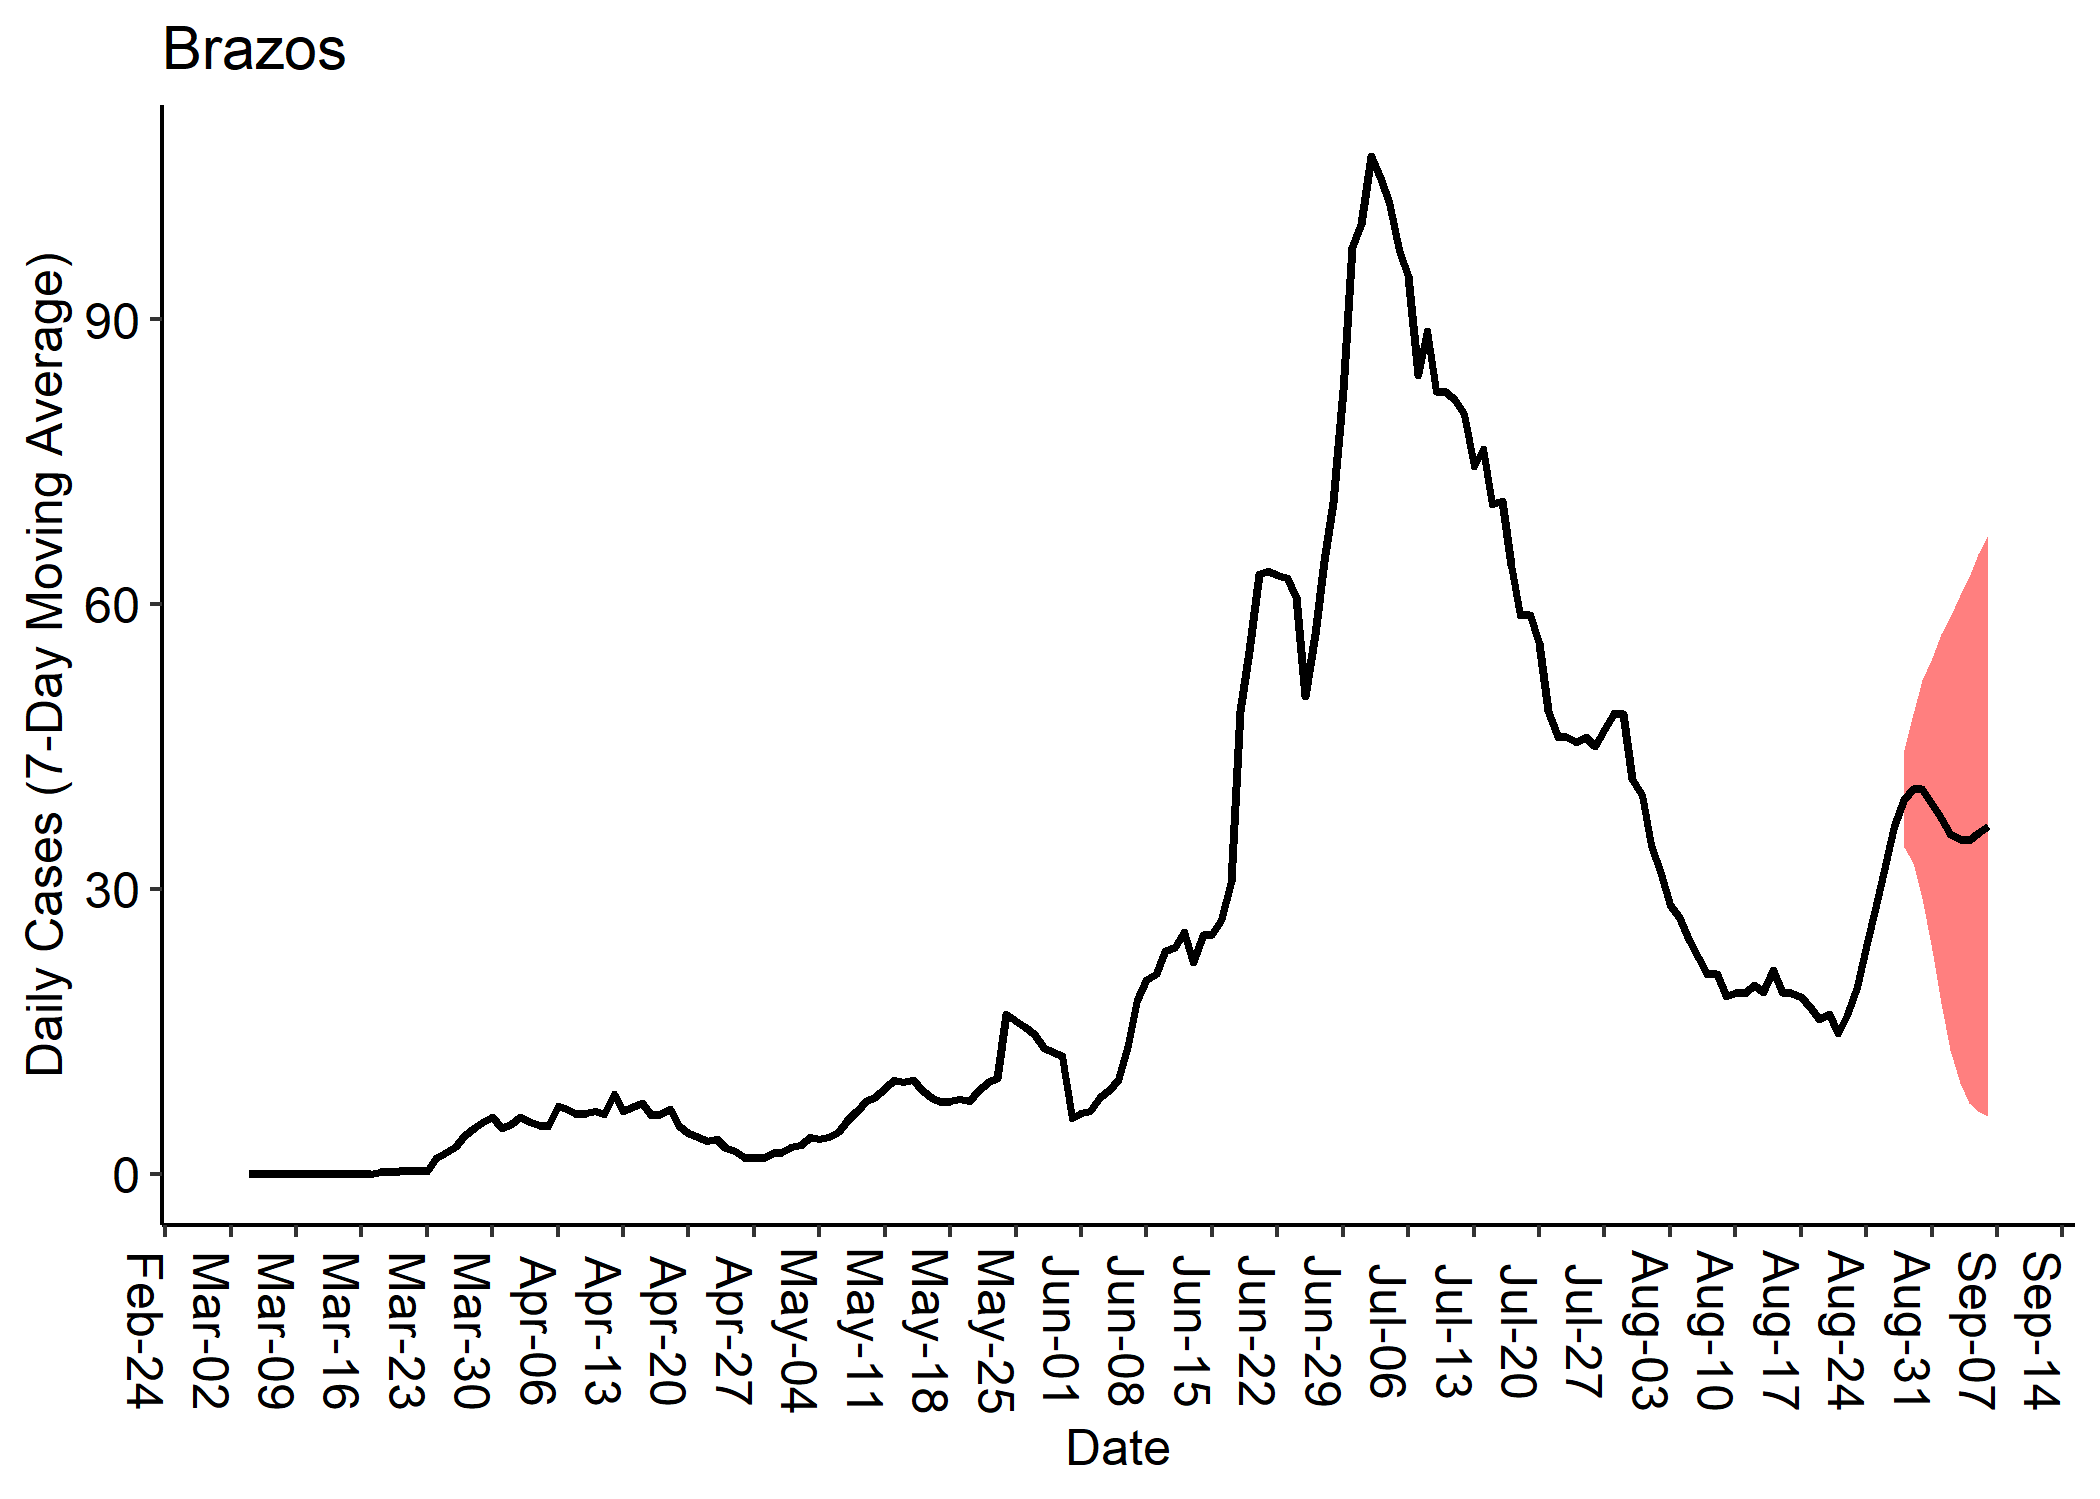 Brazos
Daily Cases (7-Day Moving Average)
90
60
30
0
Feb-24
Mar-02
Mar-09
Mar-16
Mar-23
Mar-30
Apr-06
Apr-13
Apr-20
Apr-27
May-04
May-11
May-18
May-25
Jun-01
Jun-08
Jun-15
Jun-22
Jun-29
Jul-06
Jul-13
Jul-20
Jul-27
Aug-03
Aug-10
Aug-17
Aug-24
Aug-31
Sep-07
Sep-14
Date